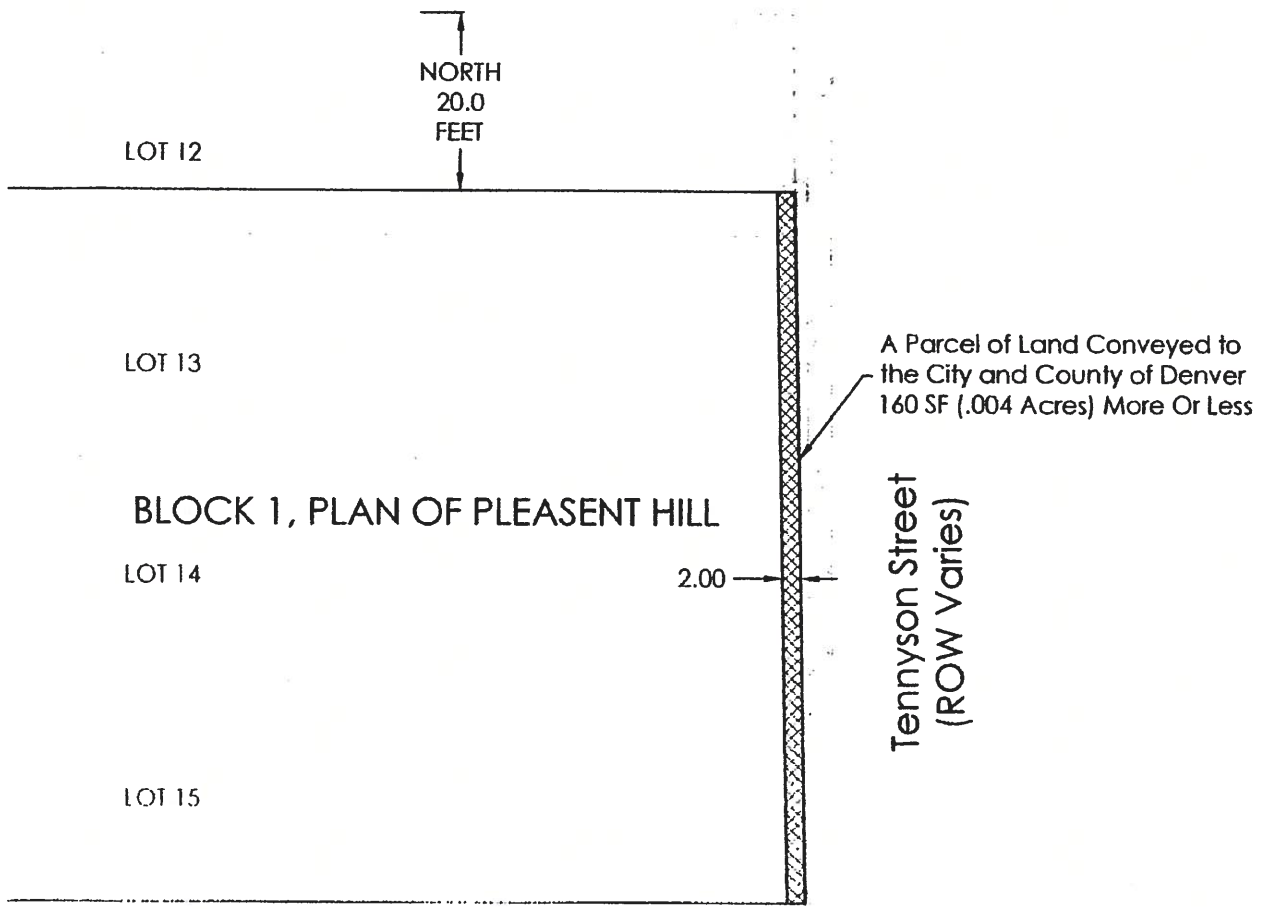 NORTH
20.0
FEET
LOT 12
LOT 13
A Parcel of Land Conveyed to
the City and County of Denver
160 SF (.004 Acres) More Or Less
BLOCK 1, PLAN OF PLEASENT HILL
LOT 14
2.00
Tennyson Street
(ROW Varies)
LOT 15